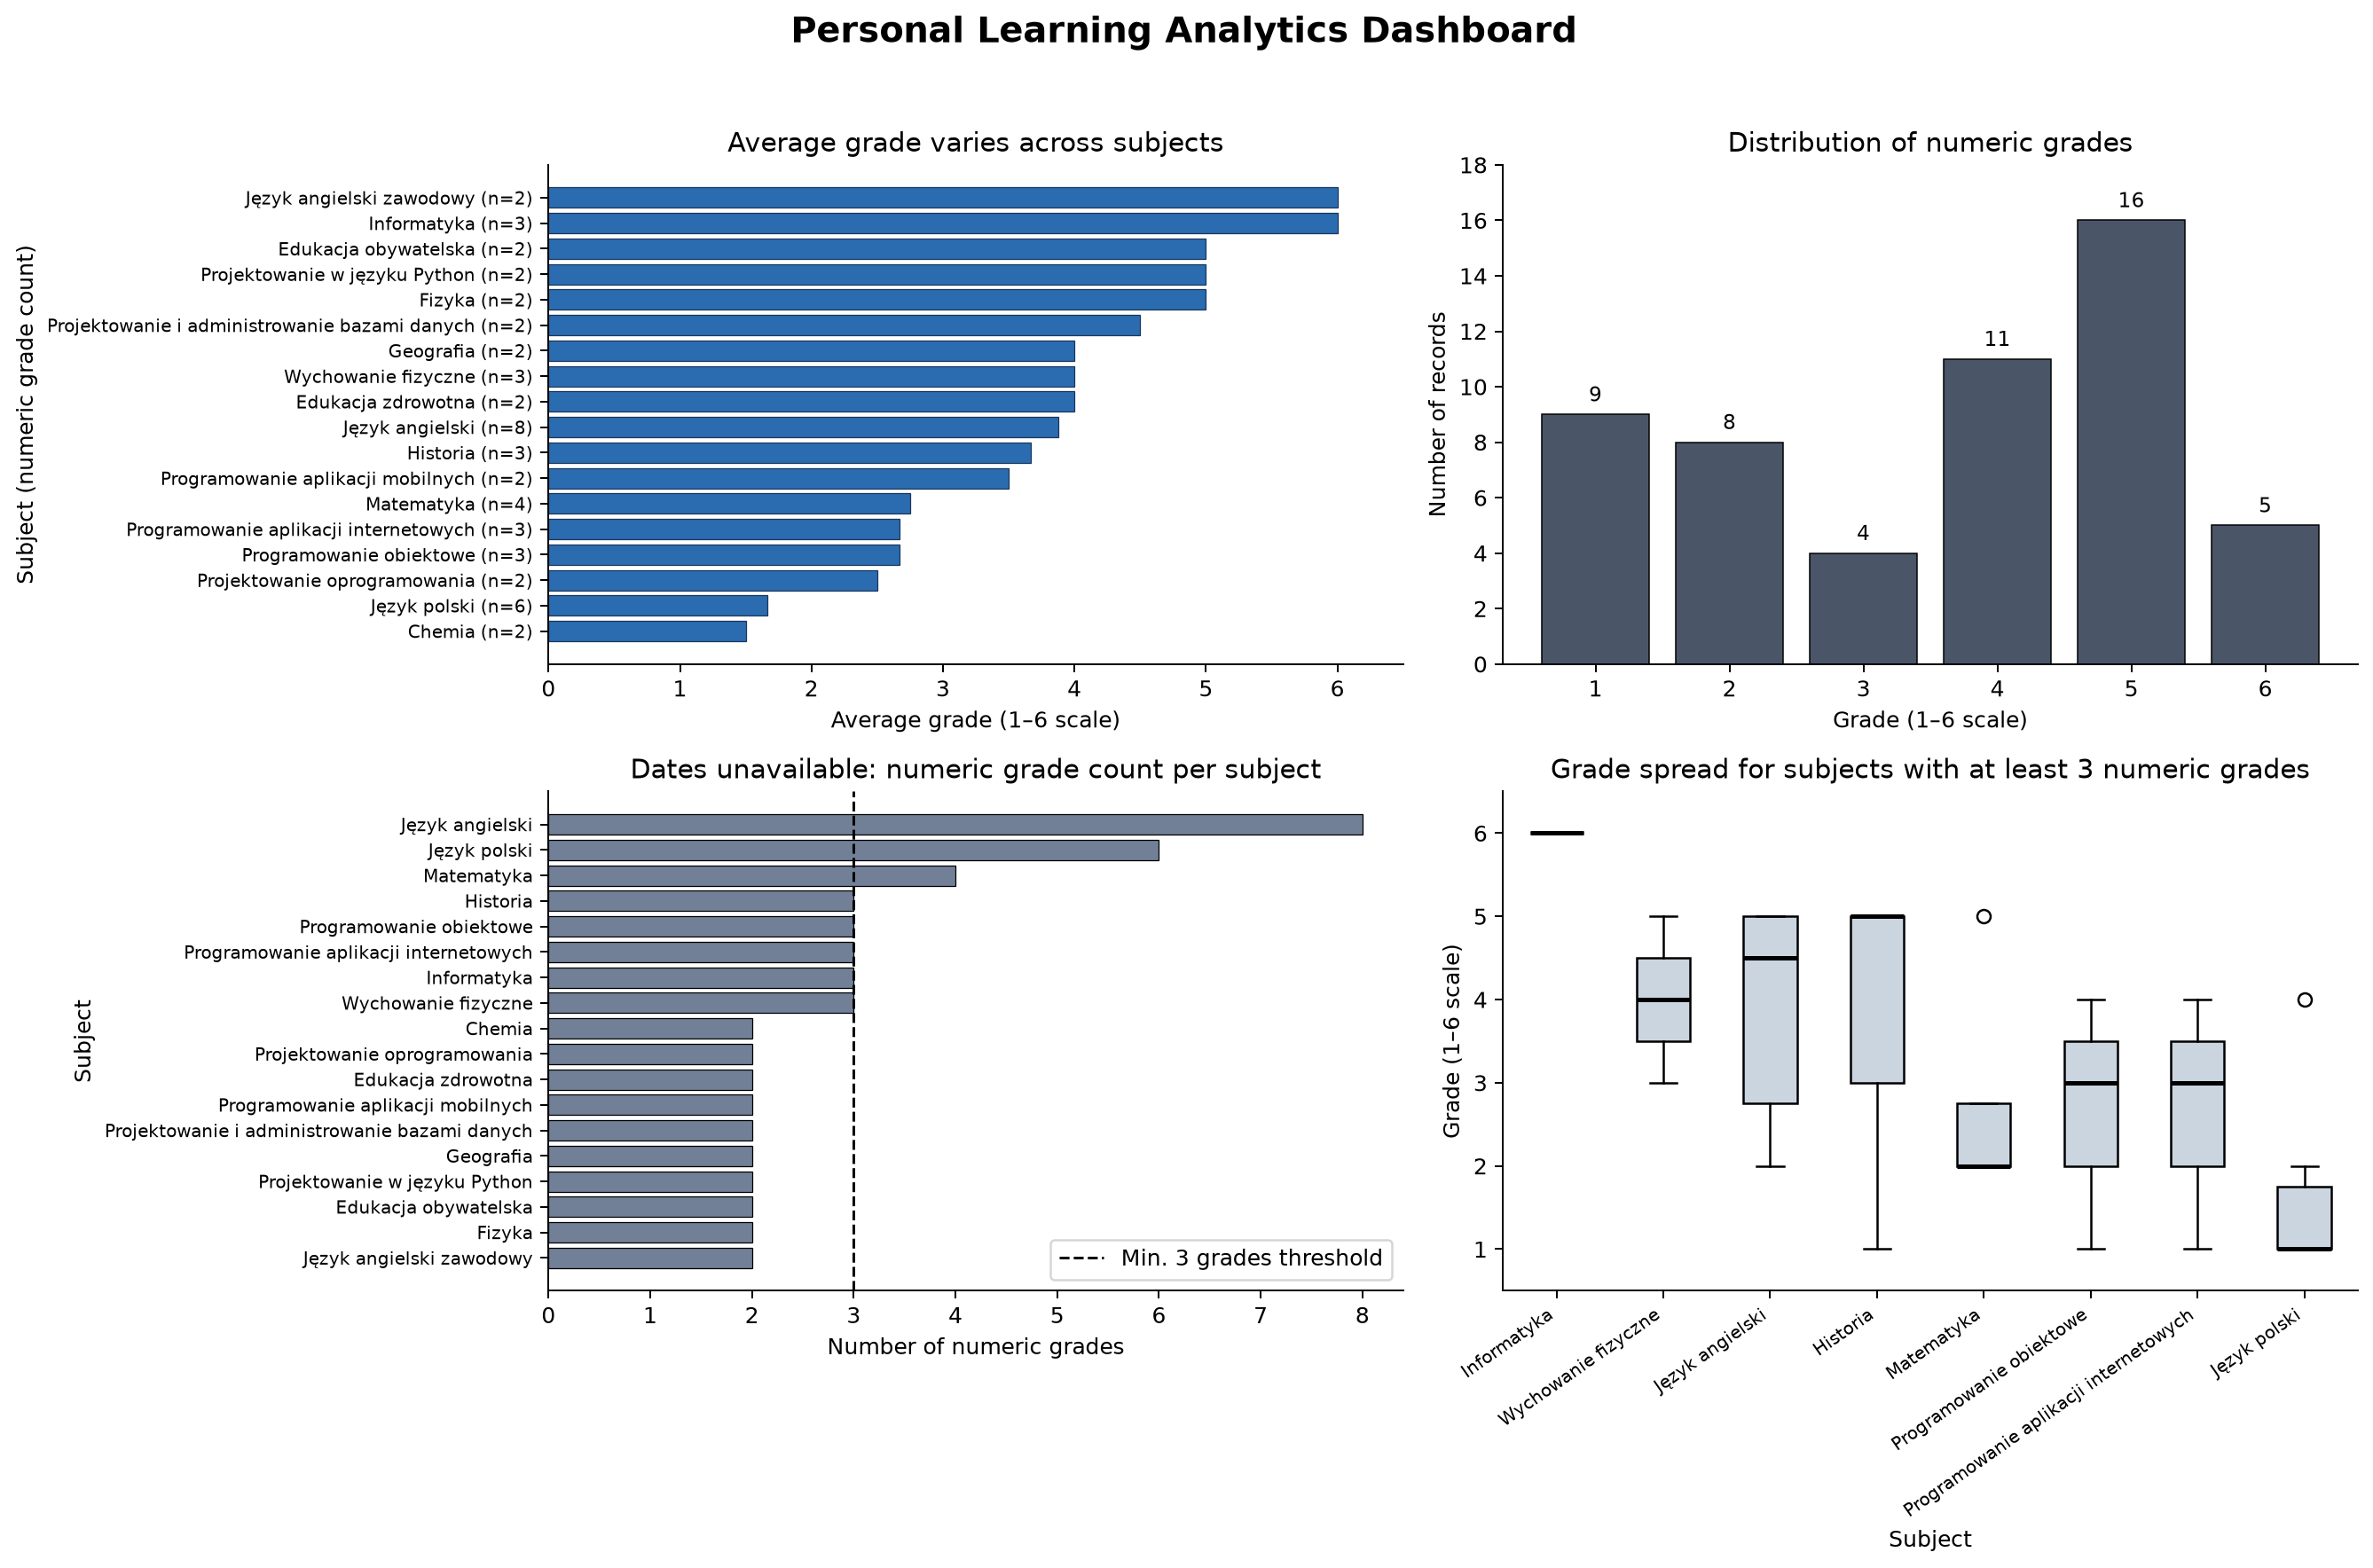 Personal Learning Analytics Dashboard
Average grade varies across subjects
Subject (numeric grade count)
Język angielski zawodowy (n=2)
Informatyka (n=3)
Edukacja obywatelska (n=2)
Projektowanie w języku Python (n=2)
Fizyka (n=2)
Projektowanie i administrowanie bazami danych (n=2)
Geografia (n=2)
Wychowanie fizyczne (n=3)
Edukacja zdrowotna (n=2)
Język angielski (n=8)
Historia (n=3)
Programowanie aplikacji mobilnych (n=2)
Matematyka (n=4)
Programowanie aplikacji internetowych (n=3)
Programowanie obiektowe (n=3)
Projektowanie oprogramowania (n=2)
Język polski (n=6)
Chemia (n=2)
0 1 2 3 4 5 6
Average grade (1–6 scale)
Distribution of numeric grades
Number of records
18
16
14
12
10
8
6
4
2
0
9
8
4
11
16
5
1 2 3 4 5 6
Grade (1–6 scale)
Dates unavailable: numeric grade count per subject
Subject
Język angielski
Język polski
Matematyka
Historia
Programowanie obiektowe
Programowanie aplikacji internetowych
Informatyka
Wychowanie fizyczne
Chemia
Projektowanie oprogramowania
Edukacja zdrowotna
Programowanie aplikacji mobilnych
Projektowanie i administrowanie bazami danych
Geografia
Projektowanie w języku Python
Edukacja obywatelska
Fizyka
Język angielski zawodowy
Min. 3 grades threshold
0 1 2 3 4 5 6 7 8
Number of numeric grades
Grade spread for subjects with at least 3 numeric grades
Grade (1–6 scale)
6
5
4
3
2
1
Informatyka
Wychowanie fizyczne
Język angielski
Historia
Matematyka
Programowanie obiektowe
Programowanie aplikacji internetowych
Język polski
Subject